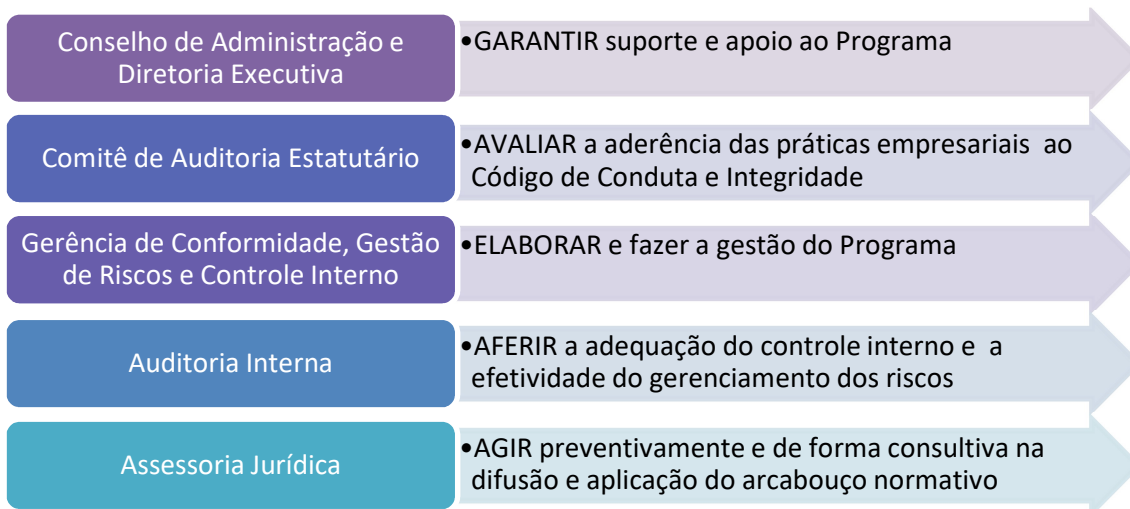 Conselho de Administração e
Diretoria Executiva
•GARANTIR suporte e apoio ao Programa
Comitê de Auditoria Estatutário
•AVALIAR a aderência das práticas empresariais ao
Código de Conduta e Integridade
Gerência de Conformidade, Gestão
de Riscos e Controle Interno
•ELABORAR e fazer a gestão do Programa
Auditoria Interna
•AFERIR a adequação do controle interno e a
efetividade do gerenciamento dos riscos
Assessoria Jurídica
•AGIR preventivamente e de forma consultiva na
difusão e aplicação do arcabouço normativo